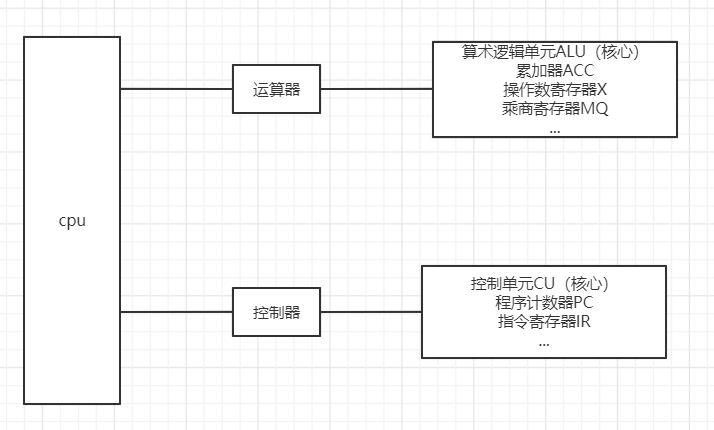 cpu
运算器
算术逻辑单元ALU（核心）
累加器ACC
操作数寄存器X
乘商寄存器MQ
...
控制器
控制单元CU（核心）
程序计数器PC
指令寄存器IR
...